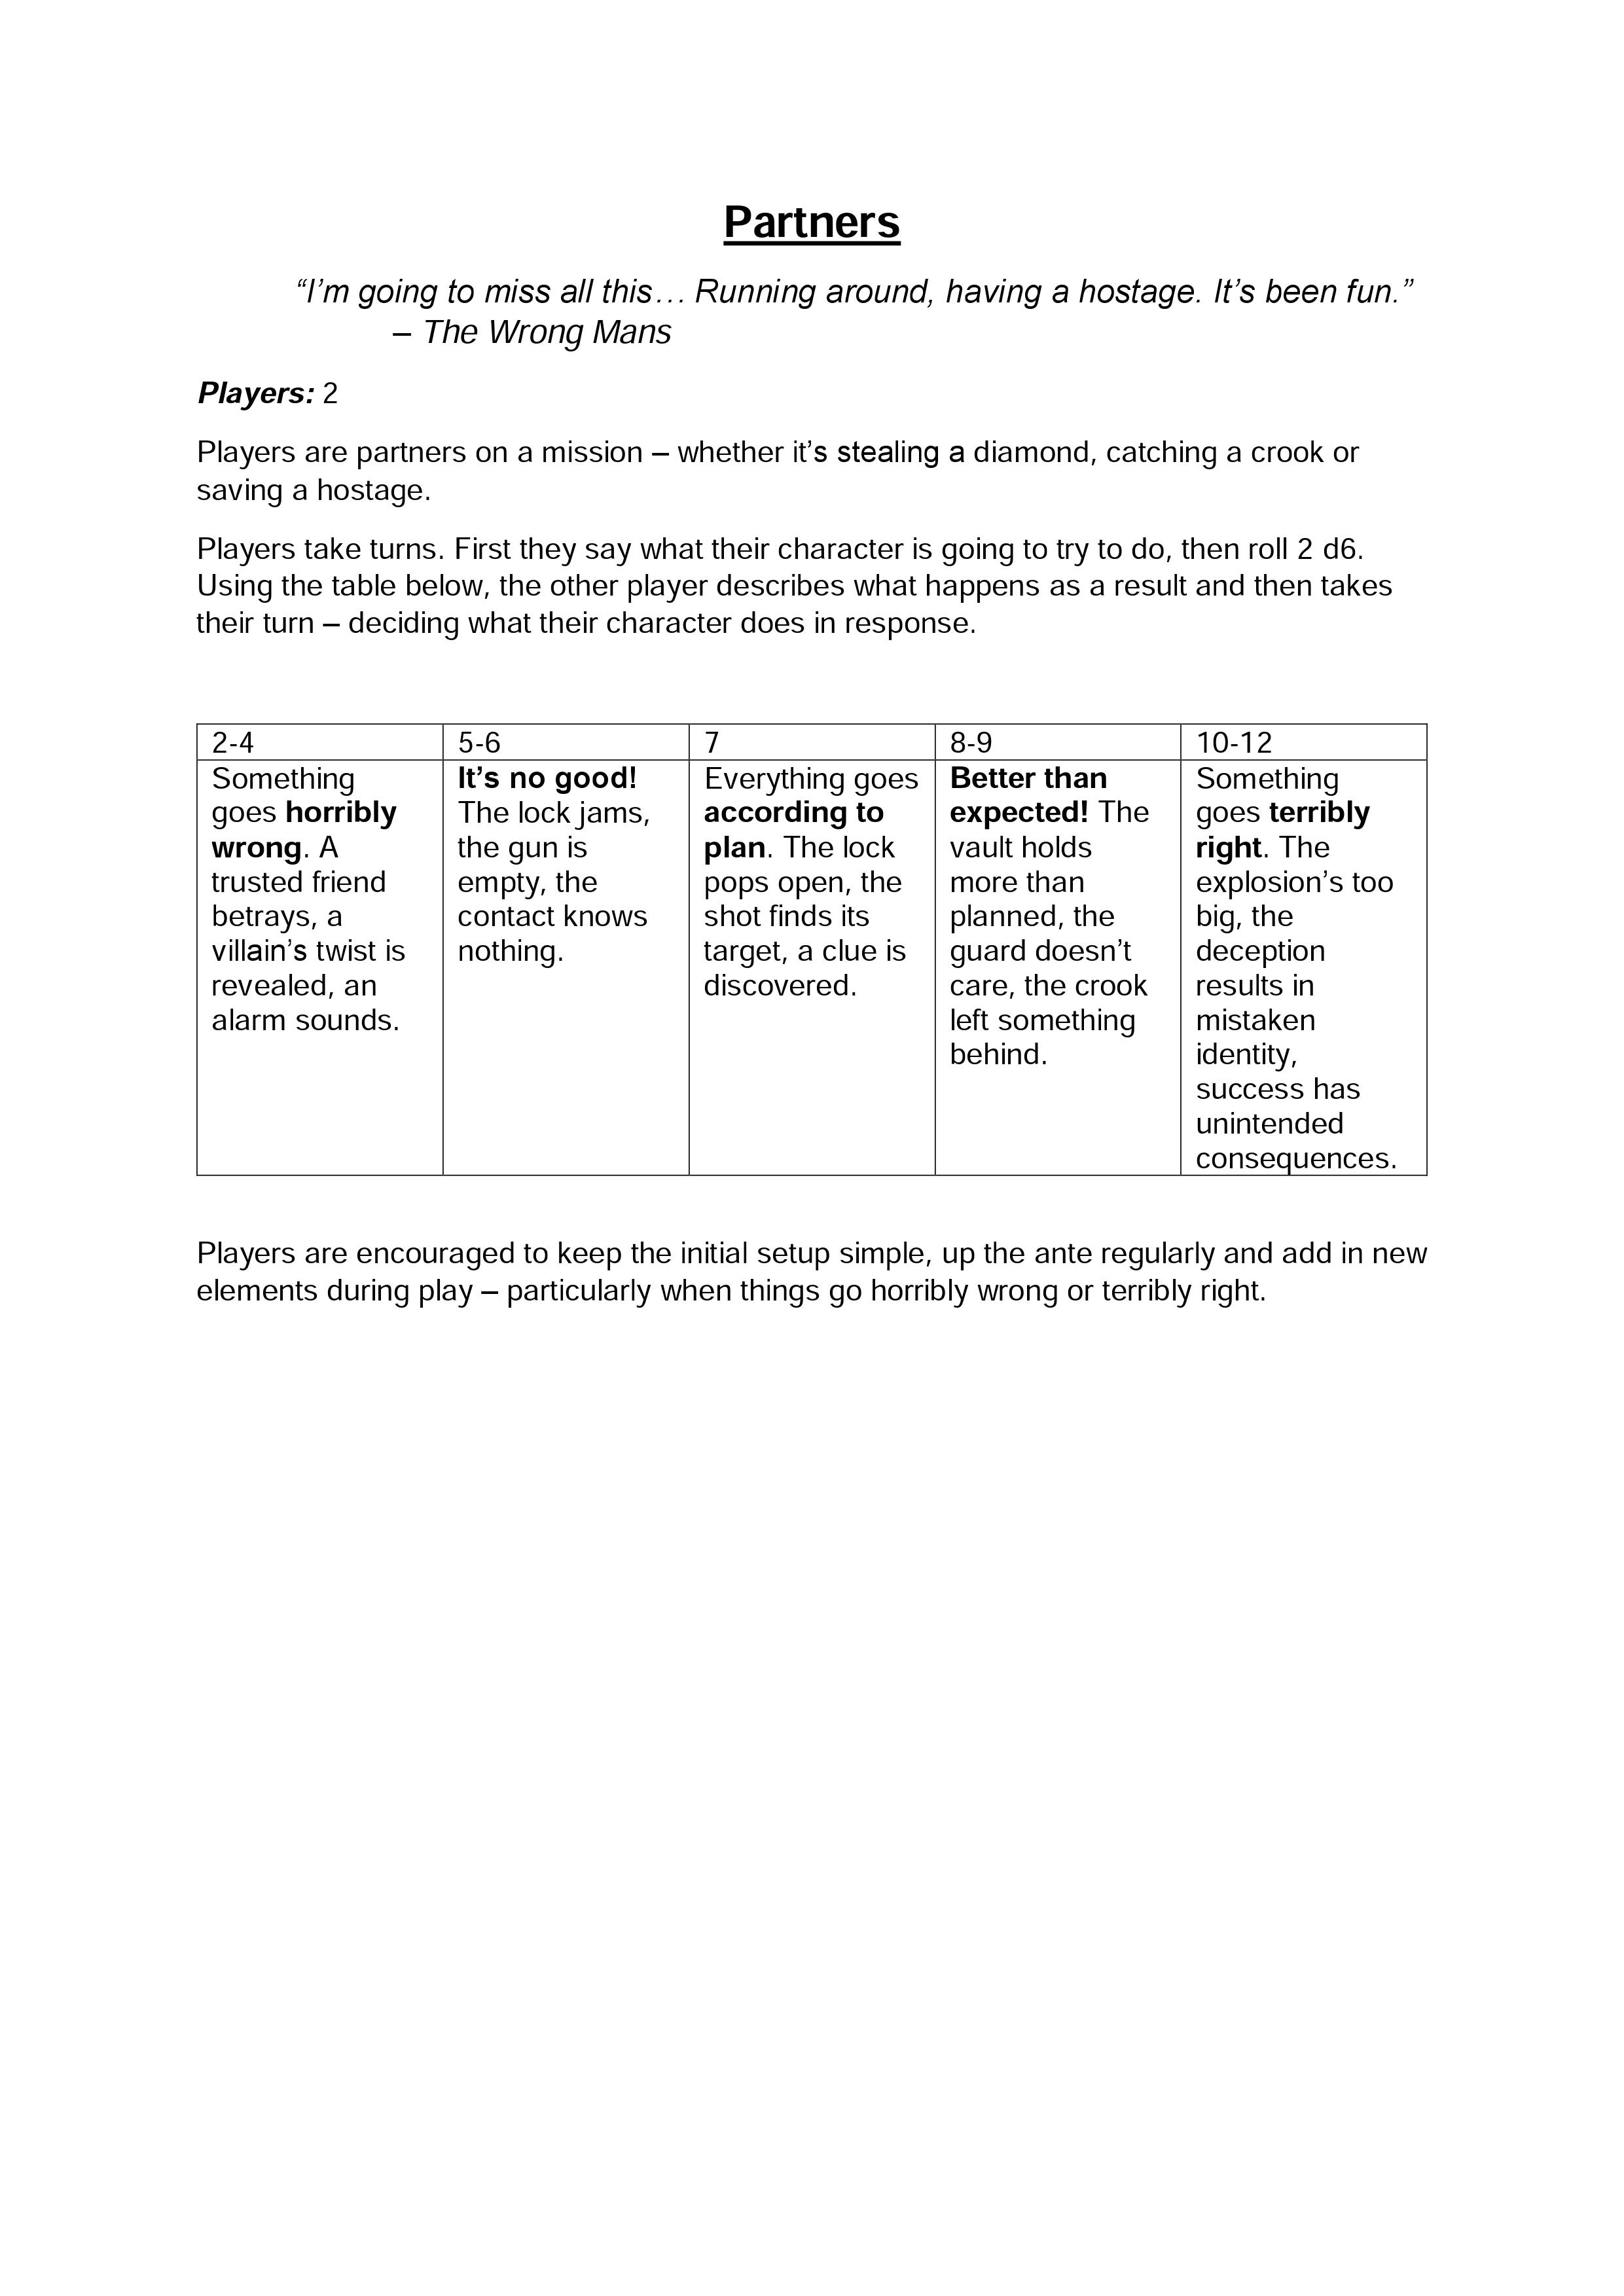 Partners
“I’m going to miss all this… Running around, having a hostage. It’s been fun.”
– The Wrong Mans
Players: 2
Players are partners on a mission – whether it’s stealing a diamond, catching a crook or
saving a hostage.
Players take turns. First they say what their character is going to try to do, then roll 2 d6.
Using the table below, the other player describes what happens as a result and then takes
their turn – deciding what their character does in response.
2-4
Something
goes horribly
wrong. A
trusted friend
betrays, a
villain’s twist is
revealed, an
alarm sounds.
5-6
It’s no good!
The lock jams,
the gun is
empty, the
contact knows
nothing.
7
Everything goes
according to
plan. The lock
pops open, the
shot finds its
target, a clue is
discovered.
8-9
Better than
expected! The
vault holds
more than
planned, the
guard doesn’t
care, the crook
left something
behind.
10-12
Something
goes terribly
right. The
explosion’s too
big, the
deception
results in
mistaken
identity,
success has
unintended
consequences.
Players are encouraged to keep the initial setup simple, up the ante regularly and add in new
elements during play – particularly when things go horribly wrong or terribly right.